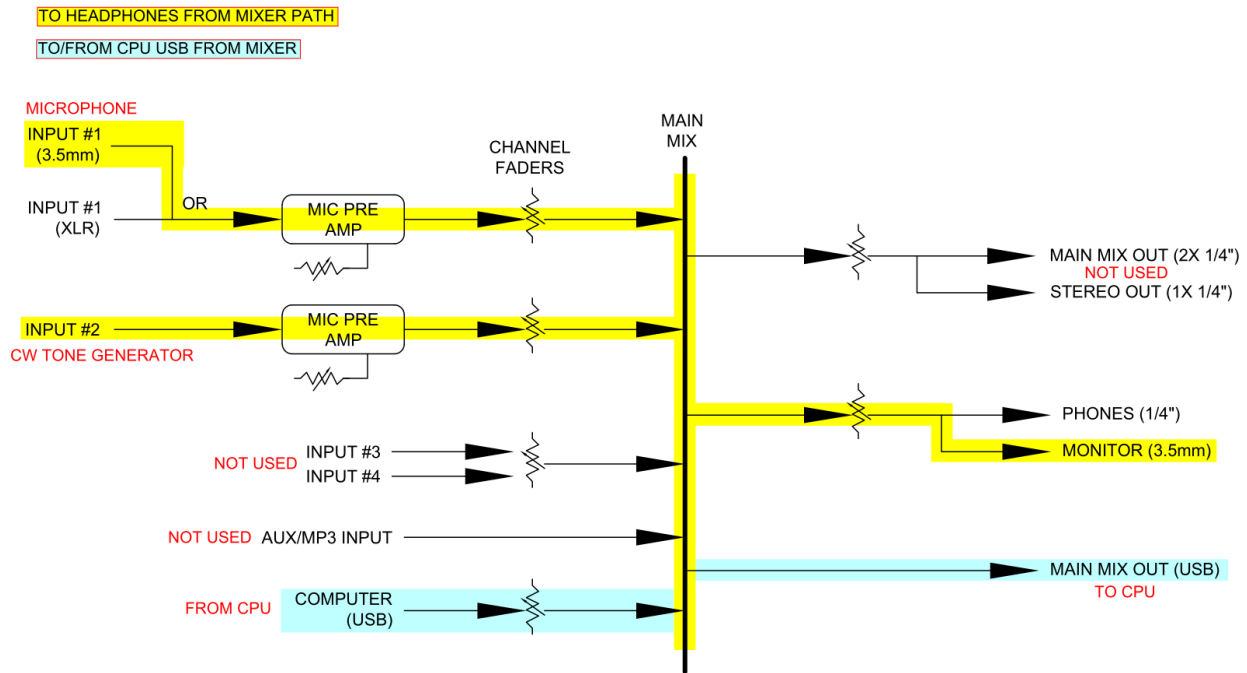 TO HEADPHONES FROM MIXER PATH
TO/FROM CPU USB FROM MIXER
MICROPHONE
INPUT #1
(3.5mm)
INPUT #1
(XLR)
OR
MIC PRE
AMP
CHANNEL
FADERS
MAIN
MIX
INPUT #2
CW TONE GENERATOR
MIC PRE
AMP
NOT USED
INPUT #3
INPUT #4
NOT USED AUX/MP3 INPUT
FROM CPU
COMPUTER
(USB)
MAIN MIX OUT (2X 1/4")
NOT USED
STEREO OUT (1X 1/4")
PHONES (1/4")
MONITOR (3.5mm)
MAIN MIX OUT (USB)
TO CPU